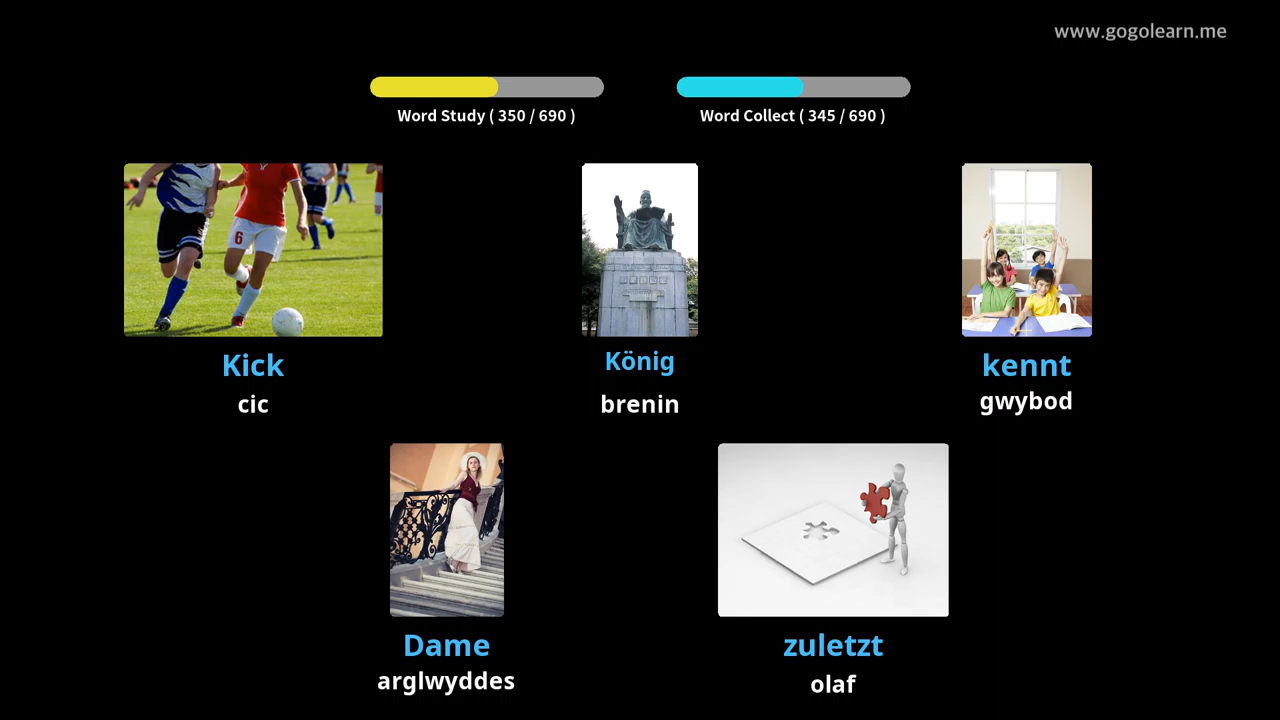 www.gogolearn.me
Word Study ( 350 / 690 )
Word Collect ( 345 / 690 )
Kick
cic
König
brenin
kennt
gwybod
Dame
arglwyddes
zuletzt
olaf